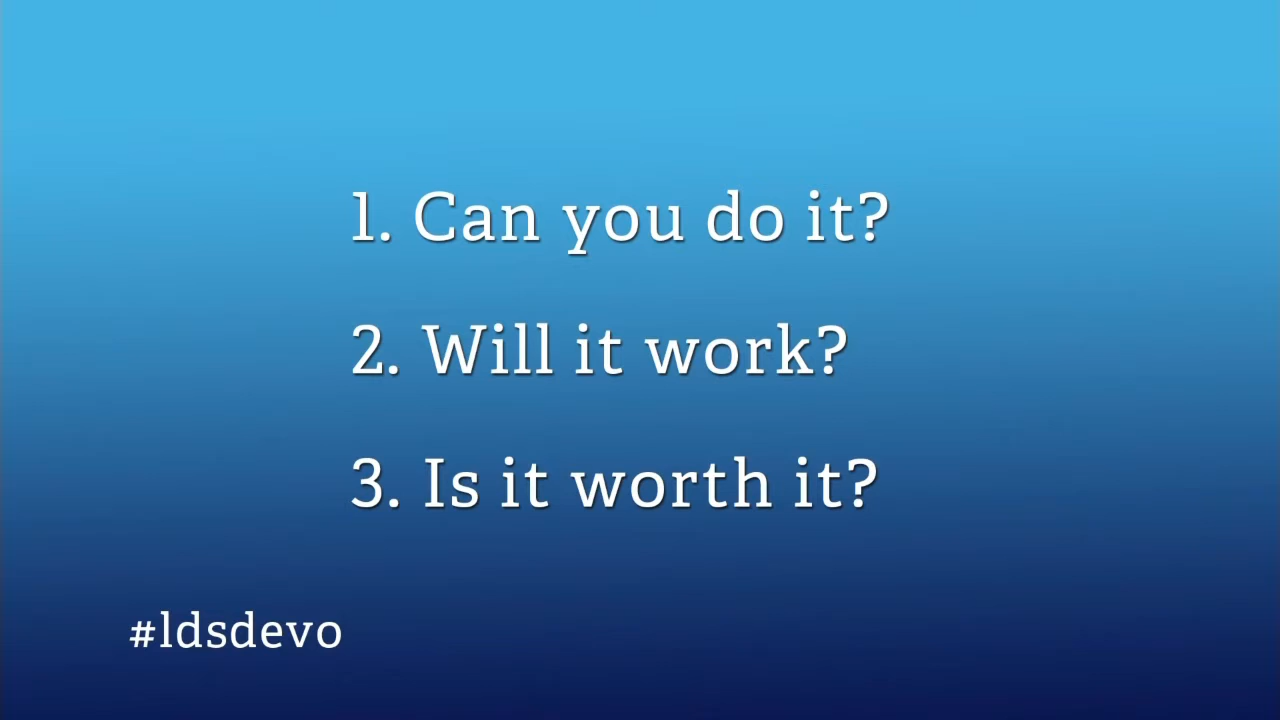 1. Can you do it?
2. Will it work?
3. Is it worth it?
#ldsdevo